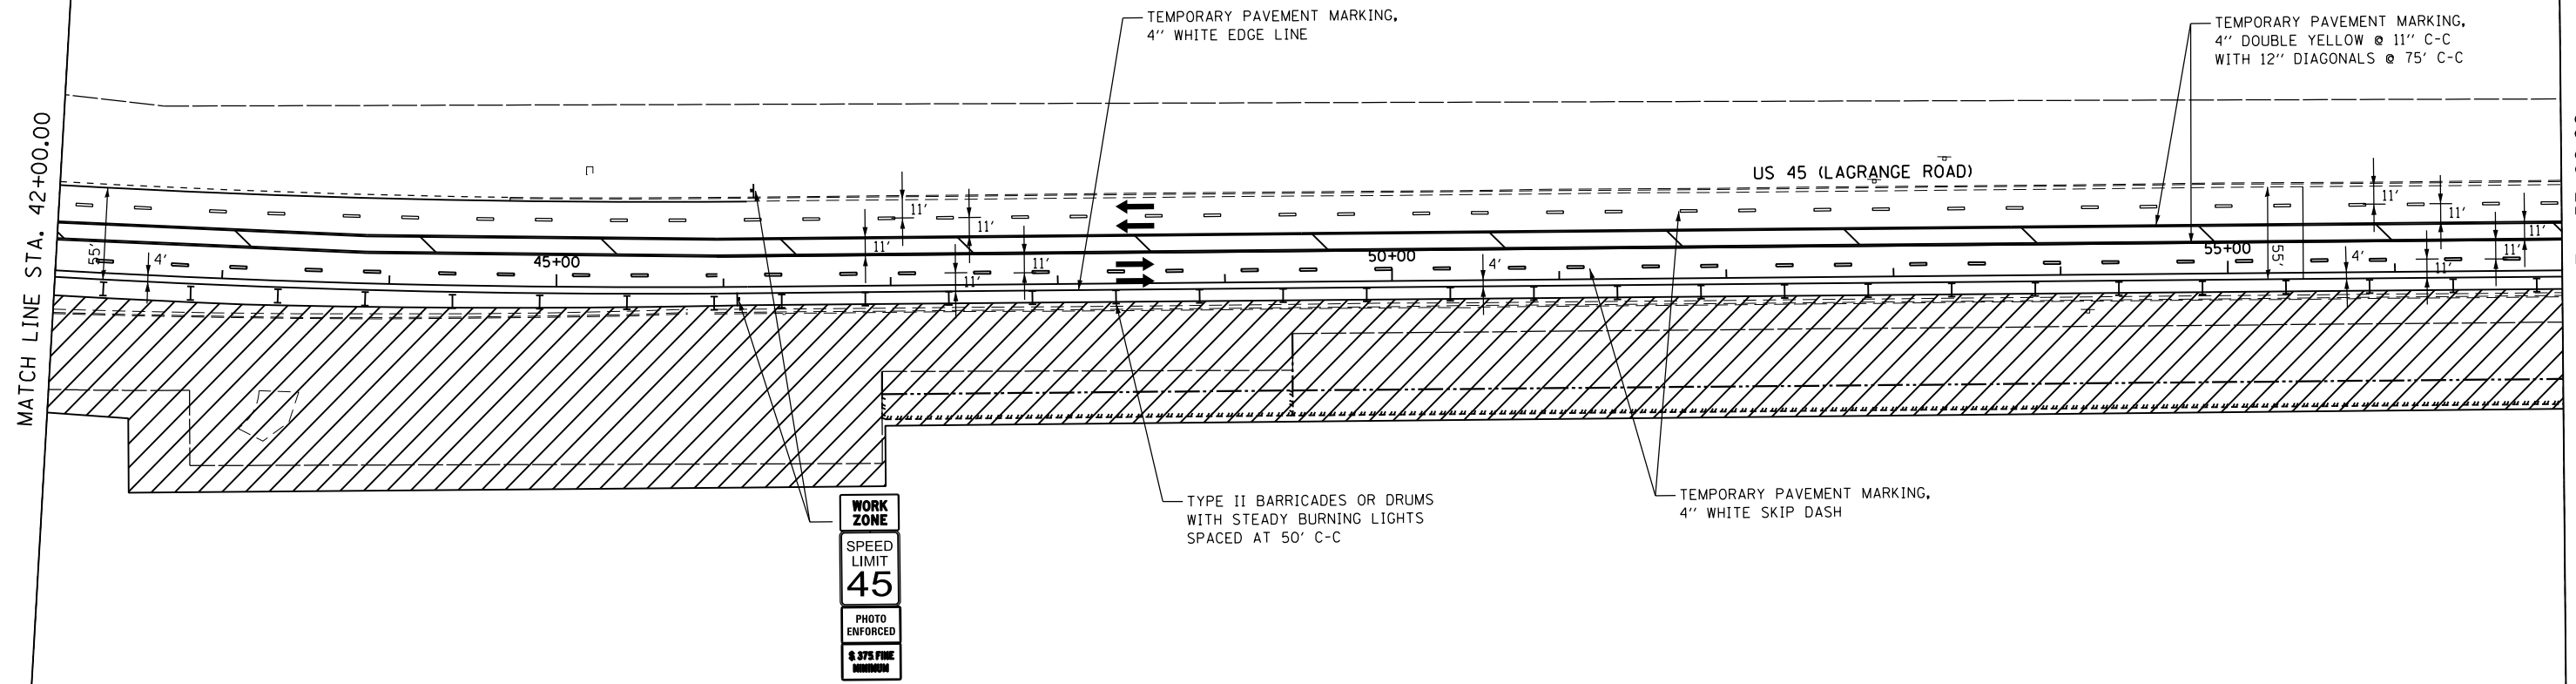 TEMPORARY PAVEMENT MARKING,
4'' WHITE EDGE LINE
TEMPORARY PAVEMENT MARKING,
4'' DOUBLE YELLOW @ 11'' C-C
WITH 12'' DIAGONALS @ 75' C-C
MATCH LINE STA. 42+00.00
US 45 (LAGRANGE ROAD)
55'
4'
45+00
11'
11'
11'
11'
11'
50+00
4'
55+00
55'
4'
11'
11'
11'
11'
11'
WORK
ZONE
SPEED
LIMIT
45
PHOTO
ENFORCED
$ 375 FINE
MINIMUM
TYPE II BARRICADES OR DRUMS
WITH STEADY BURNING LIGHTS
SPACED AT 50' C-C
TEMPORARY PAVEMENT MARKING,
4'' WHITE SKIP DASH